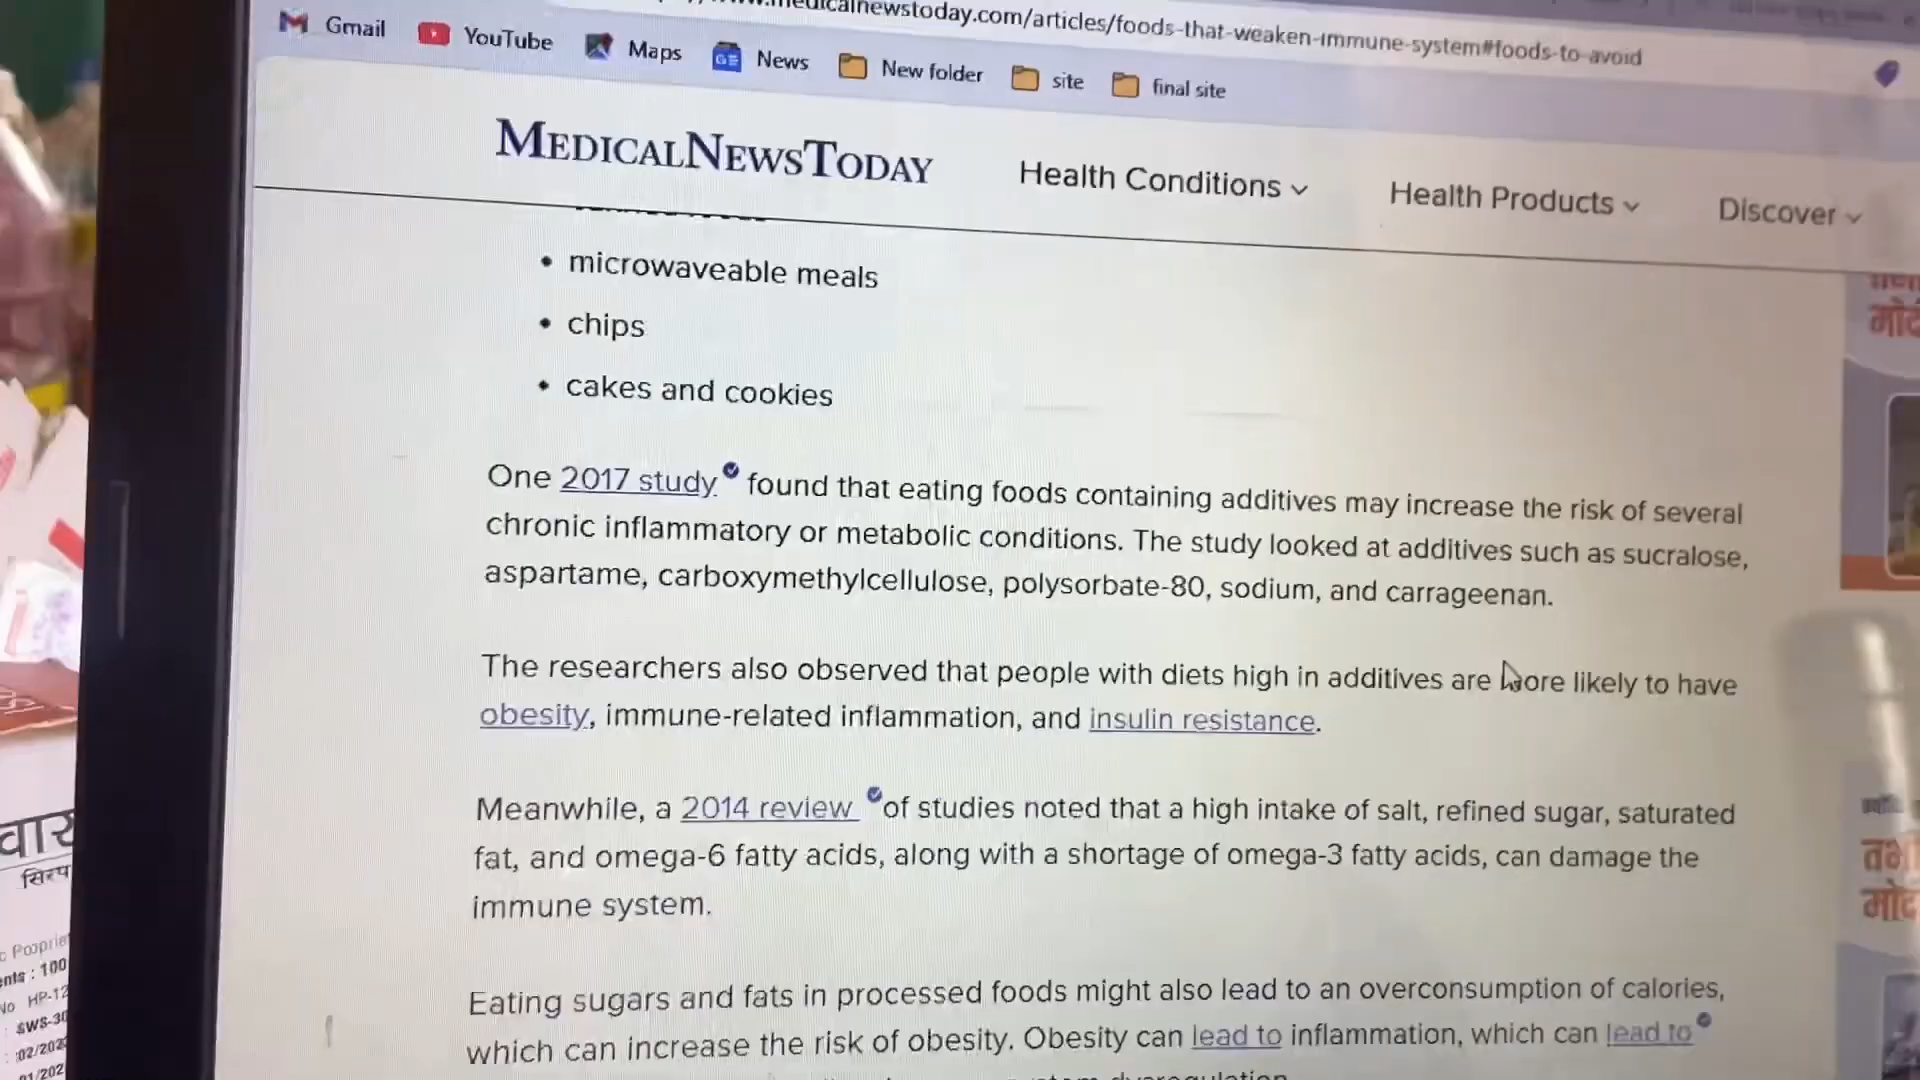 medicalnewstoday.com/articles/foods-that-weaken-immune-system#foods-to-avoid
Gmail YouTube Maps News New folder site final site
MEDICALNEWSTODAY Health Conditions Health Products Discover
• microwaveable meals
• chips
• cakes and cookies
One 2017 study found that eating foods containing additives may increase the risk of several
chronic inflammatory or metabolic conditions. The study looked at additives such as sucralose,
aspartame, carboxymethylcellulose, polysorbate-80, sodium, and carrageenan.
The researchers also observed that people with diets high in additives are more likely to have
obesity, immune-related inflammation, and insulin resistance.
Meanwhile, a 2014 review of studies noted that a high intake of salt, refined sugar, saturated
fat, and omega-6 fatty acids, along with a shortage of omega-3 fatty acids, can damage the
immune system.
Eating sugars and fats in processed foods might also lead to an overconsumption of calories,
which can increase the risk of obesity. Obesity can lead to inflammation, which can lead to
: 100
HP-12
SWS-30